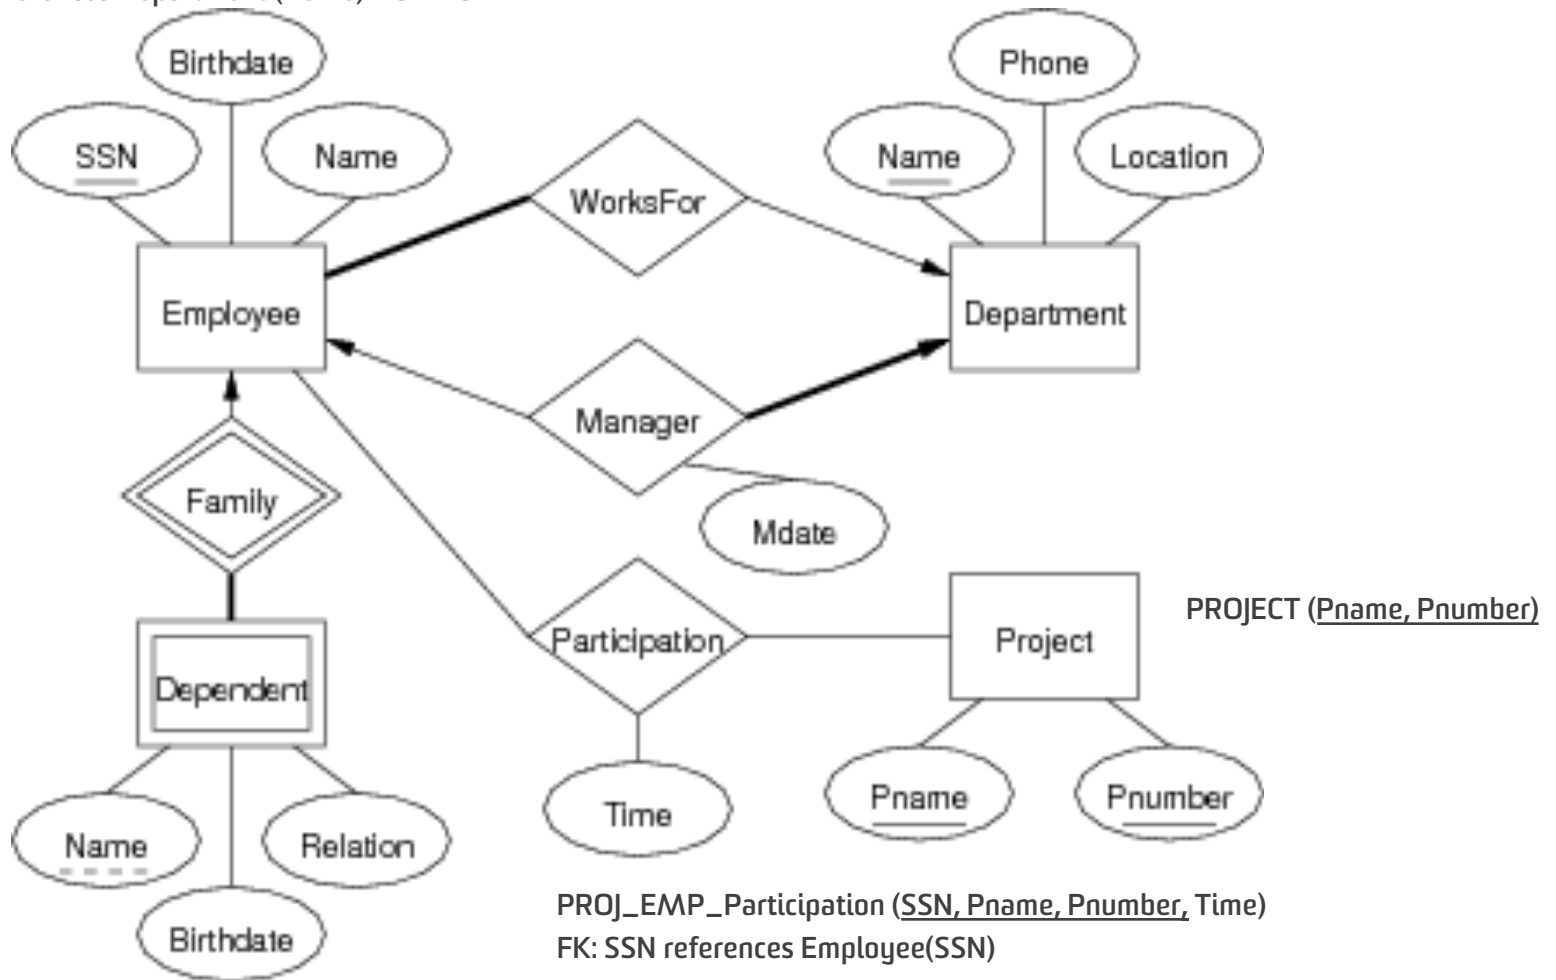 Birthdate
Phone
SSN
Name
WorksFor
Name
Location
Employee
Department
Manager
Family
Mdate
PROJECT (Pname, Pnumber)
Participation
Project
Dependent
Time
Pname
Pnumber
Name
Relation
Birthdate
PROJ_EMP_Participation (SSN, Pname, Pnumber, Time)
FK: SSN references Employee(SSN)